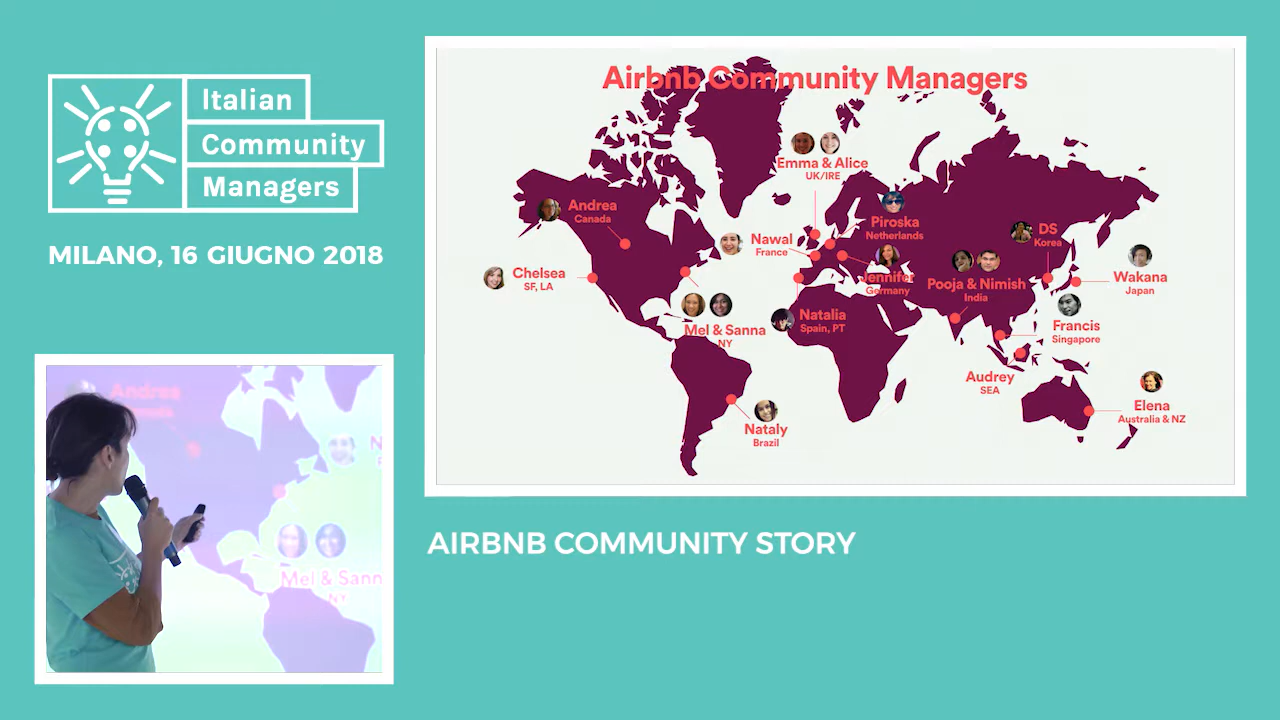 Italian
Community
Managers
MILANO, 16 GIUGNO 2018
Airbnb Community Managers
Emma & Alice
UK/IRE
Andrea
Canada
Piroska
Netherlands
DS
Korea
Nawal
France
Chelsea
SF, LA
Jennifer
Germany
Pooja & Nimish
India
Wakana
Japan
Mel & Sanna
NY
Natalia
Spain, PT
Francis
Singapore
Audrey
SEA
Elena
Australia & NZ
Nataly
Brazil
Andrea
N
Mel & Sann
NY
AIRBNB COMMUNITY STORY